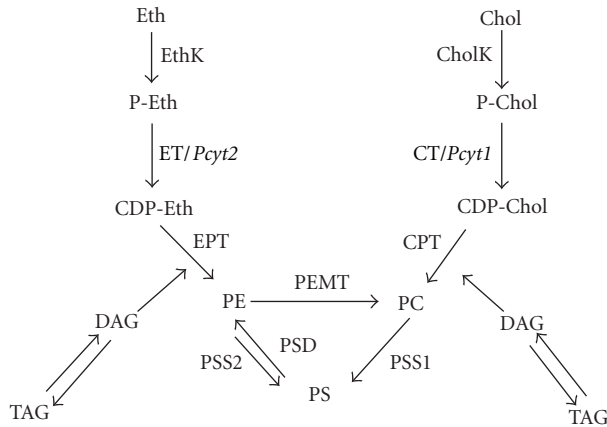 Eth
Chol
EthK
CholK
P-Eth
P-Chol
ET/Pcyt2
CT/Pcyt1
CDP-Eth
CDP-Chol
EPT
CPT
PEMT
PE
PC
DAG
DAG
PSD
PSS2
PSS1
PS
TAG
TAG